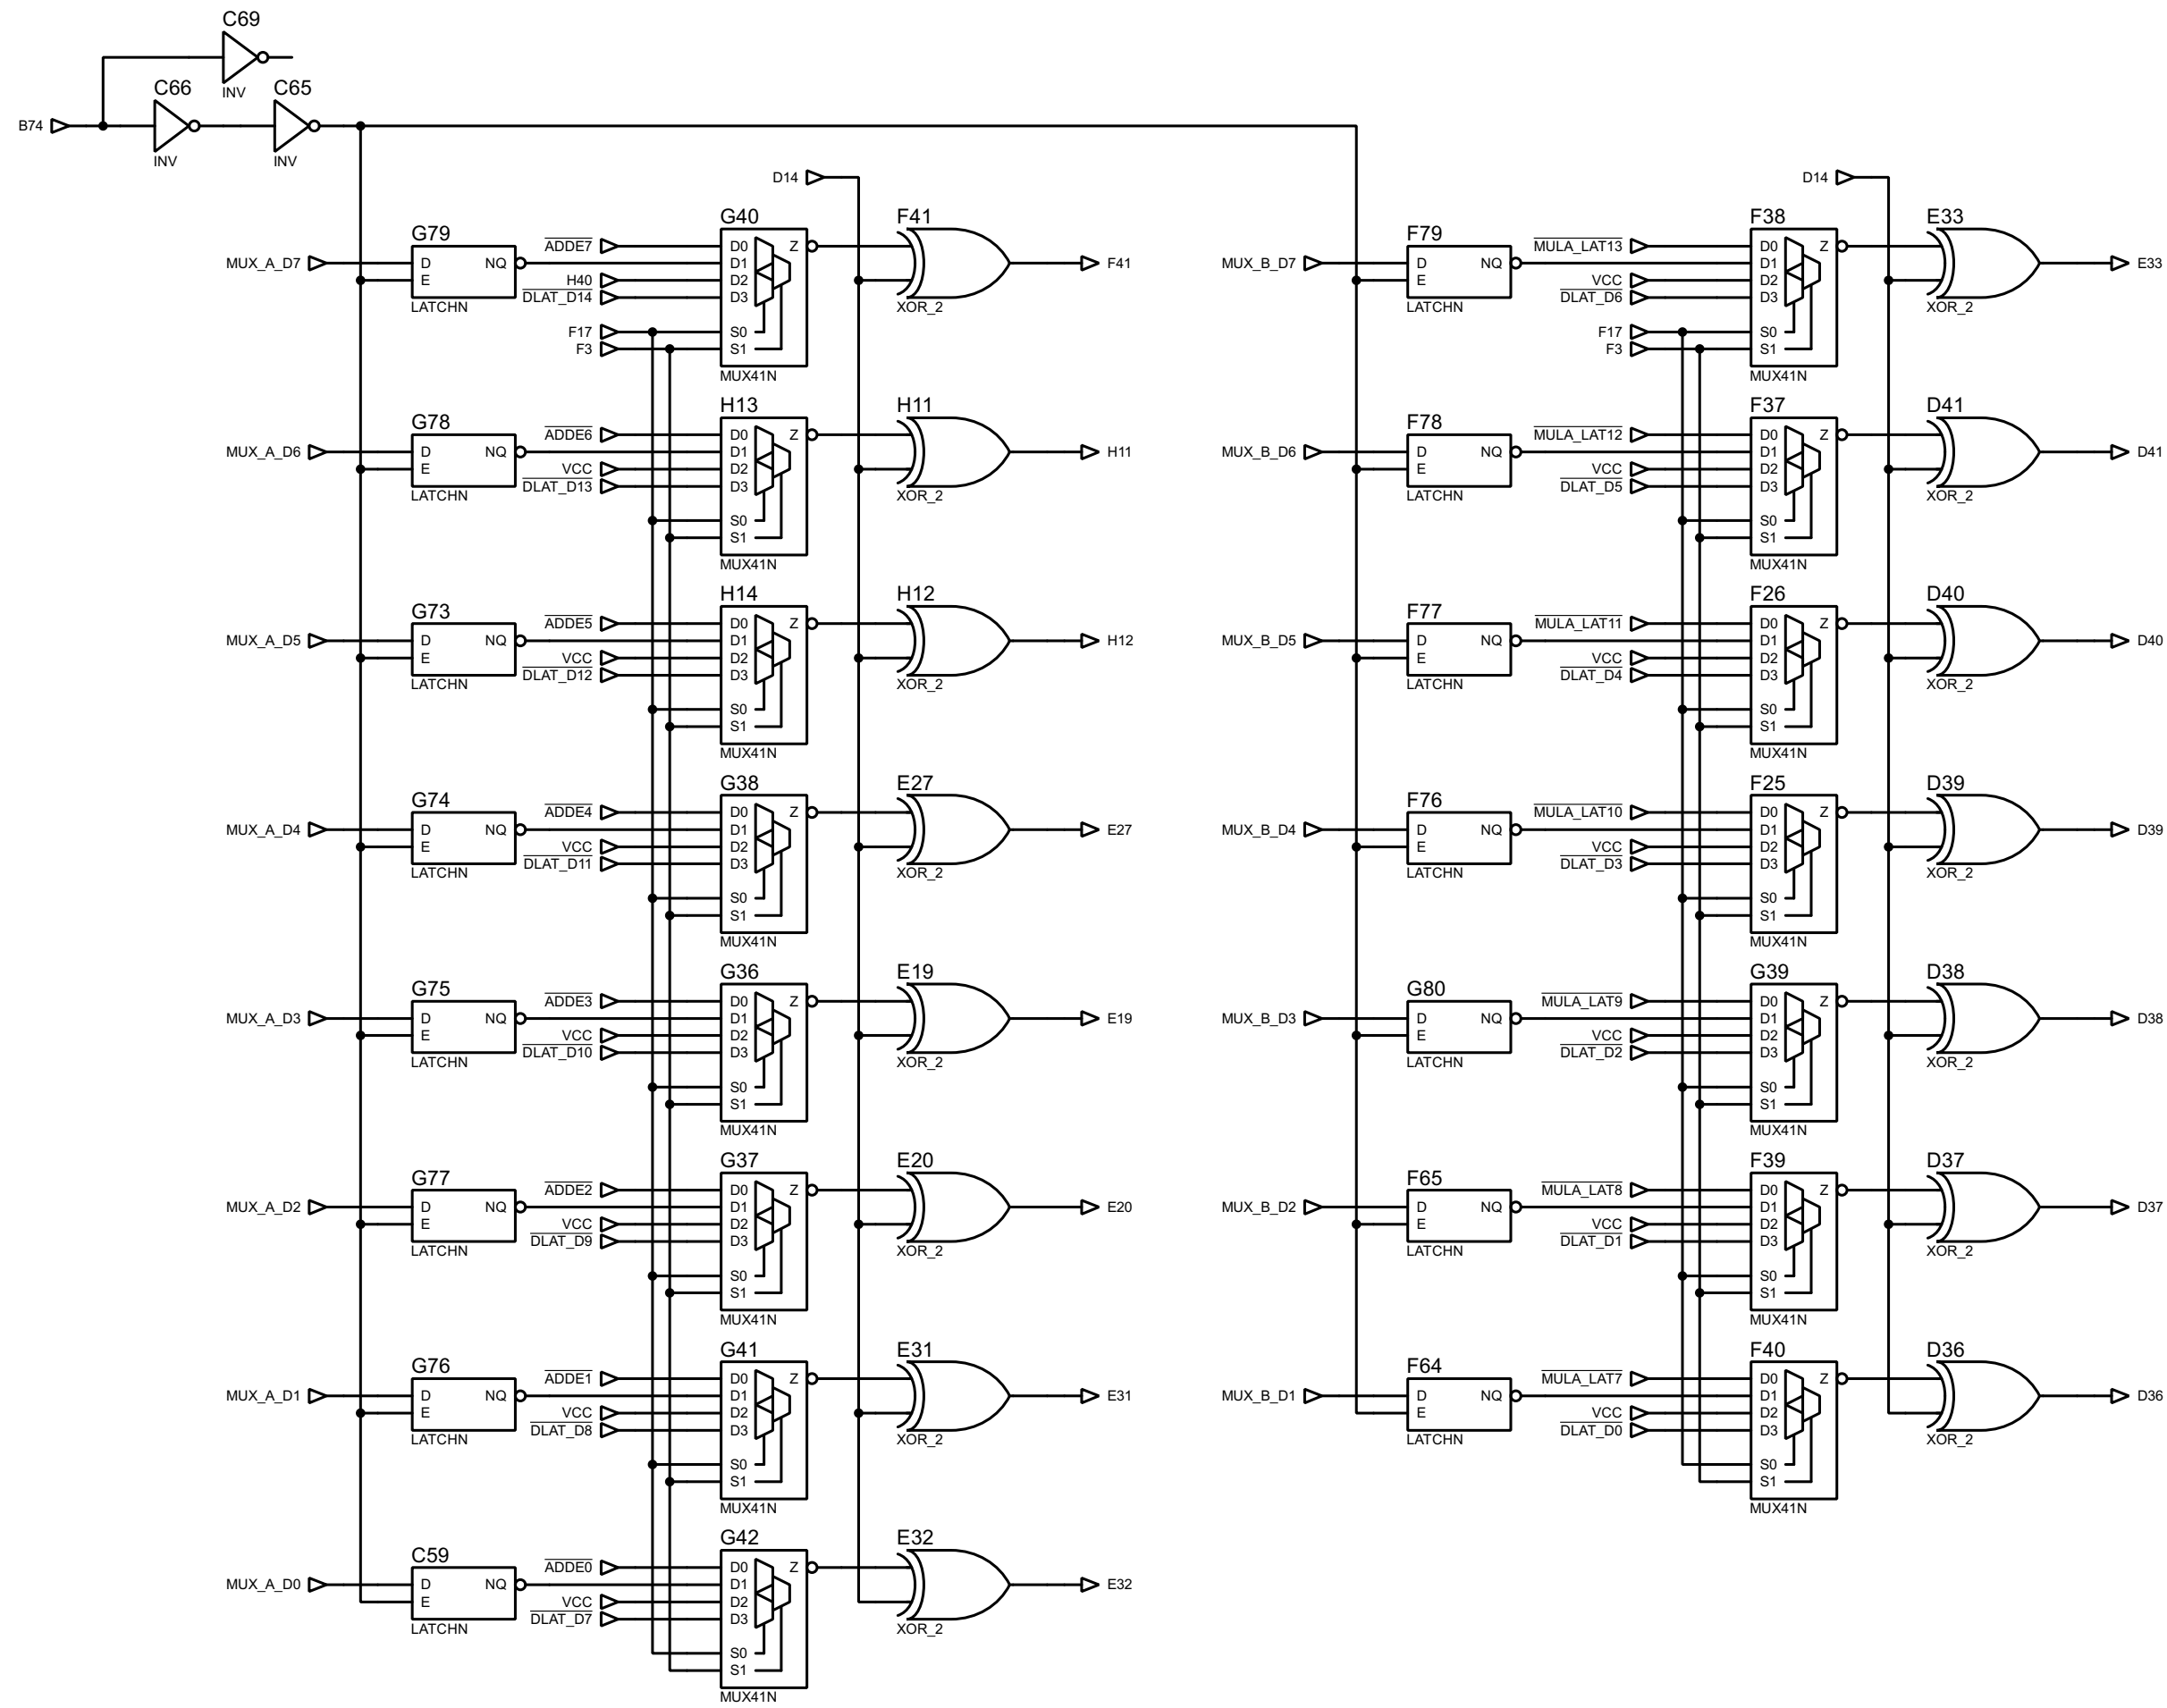 C69
INV
C66 C65
B74
INV INV
D14 D14
G79 G40 F41 F79 F38 E33
MUX_A_D7 D E NQ LATCHN
ADDE7 H40 DLAT_D14 F17 F3
D0 D1 D2 D3 S0 S1 Z MUX41N
XOR_2 F41
MUX_B_D7 D E NQ LATCHN
MULA_LAT13 VCC DLAT_D6 F17 F3
D0 D1 D2 D3 S0 S1 Z MUX41N
XOR_2 E33
G78 H13 H11 F78 F37 D41
MUX_A_D6 D E NQ LATCHN
ADDE6 VCC DLAT_D13
D0 D1 D2 D3 S0 S1 Z MUX41N
XOR_2 H11
MUX_B_D6 D E NQ LATCHN
MULA_LAT12 VCC DLAT_D5
D0 D1 D2 D3 S0 S1 Z MUX41N
XOR_2 D41
G73 H14 H12 F77 F26 D40
MUX_A_D5 D E NQ LATCHN
ADDE5 VCC DLAT_D12
D0 D1 D2 D3 S0 S1 Z MUX41N
XOR_2 H12
MUX_B_D5 D E NQ LATCHN
MULA_LAT11 VCC DLAT_D4
D0 D1 D2 D3 S0 S1 Z MUX41N
XOR_2 D40
G74 G38 E27 F76 F25 D39
MUX_A_D4 D E NQ LATCHN
ADDE4 VCC DLAT_D11
D0 D1 D2 D3 S0 S1 Z MUX41N
XOR_2 E27
MUX_B_D4 D E NQ LATCHN
MULA_LAT10 VCC DLAT_D3
D0 D1 D2 D3 S0 S1 Z MUX41N
XOR_2 D39
G75 G36 E19 G80 G39 D38
MUX_A_D3 D E NQ LATCHN
ADDE3 VCC DLAT_D10
D0 D1 D2 D3 S0 S1 Z MUX41N
XOR_2 E19
MUX_B_D3 D E NQ LATCHN
MULA_LAT9 VCC DLAT_D2
D0 D1 D2 D3 S0 S1 Z MUX41N
XOR_2 D38
G77 G37 E20 F65 F39 D37
MUX_A_D2 D E NQ LATCHN
ADDE2 VCC DLAT_D9
D0 D1 D2 D3 S0 S1 Z MUX41N
XOR_2 E20
MUX_B_D2 D E NQ LATCHN
MULA_LAT8 VCC DLAT_D1
D0 D1 D2 D3 S0 S1 Z MUX41N
XOR_2 D37
G76 G41 E31 F64 F40 D36
MUX_A_D1 D E NQ LATCHN
ADDE1 VCC DLAT_D8
D0 D1 D2 D3 S0 S1 Z MUX41N
XOR_2 E31
MUX_B_D1 D E NQ LATCHN
MULA_LAT7 VCC DLAT_D0
D0 D1 D2 D3 S0 S1 Z MUX41N
XOR_2 D36
C59 G42 E32
MUX_A_D0 D E NQ LATCHN
ADDE0 VCC DLAT_D7
D0 D1 D2 D3 S0 S1 Z MUX41N
XOR_2 E32